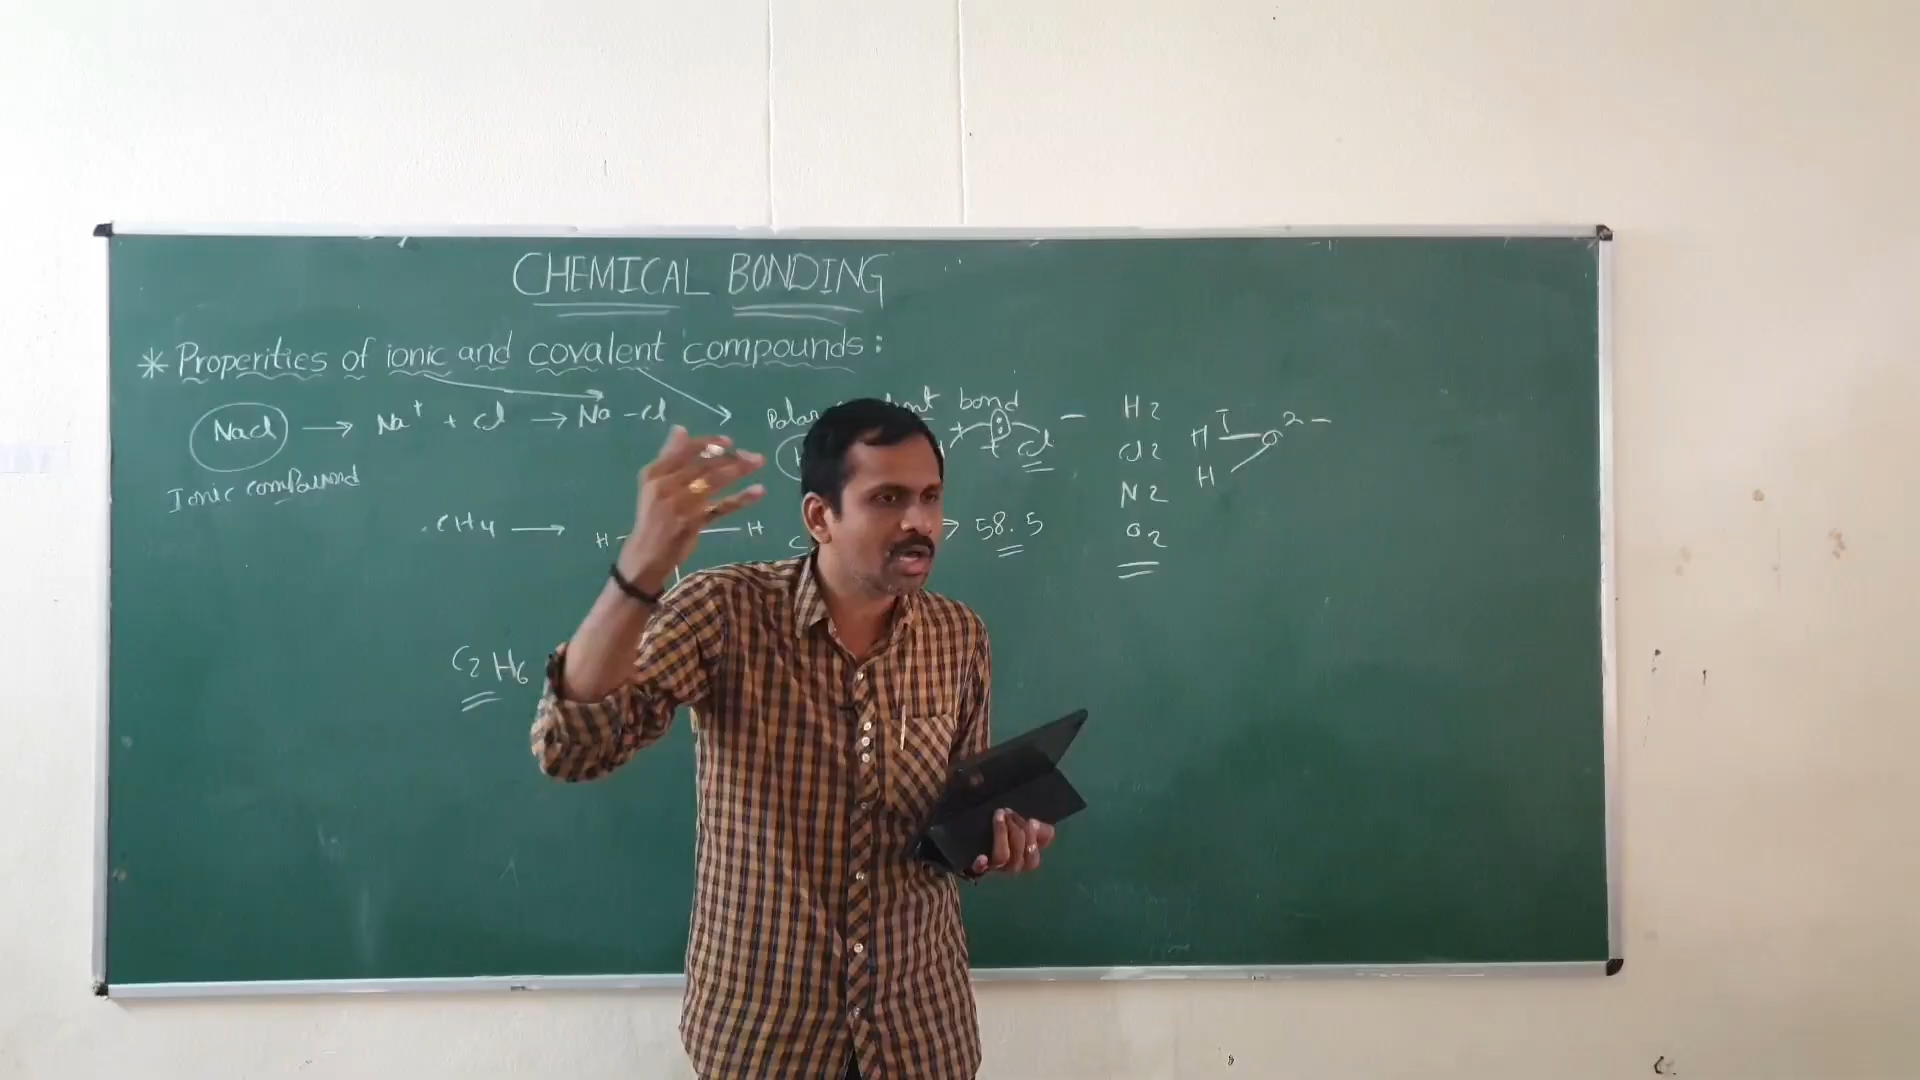 CHEMICAL BONDING
* Properities of ionic and covalent compounds:
Nacl → Na+ + cl → Na - cl
Ionic compound
bond
+ cl -
H2
cl2
N2
O2
H
H
O 2-
CH4 → H - H
→ 58.5
C2H6